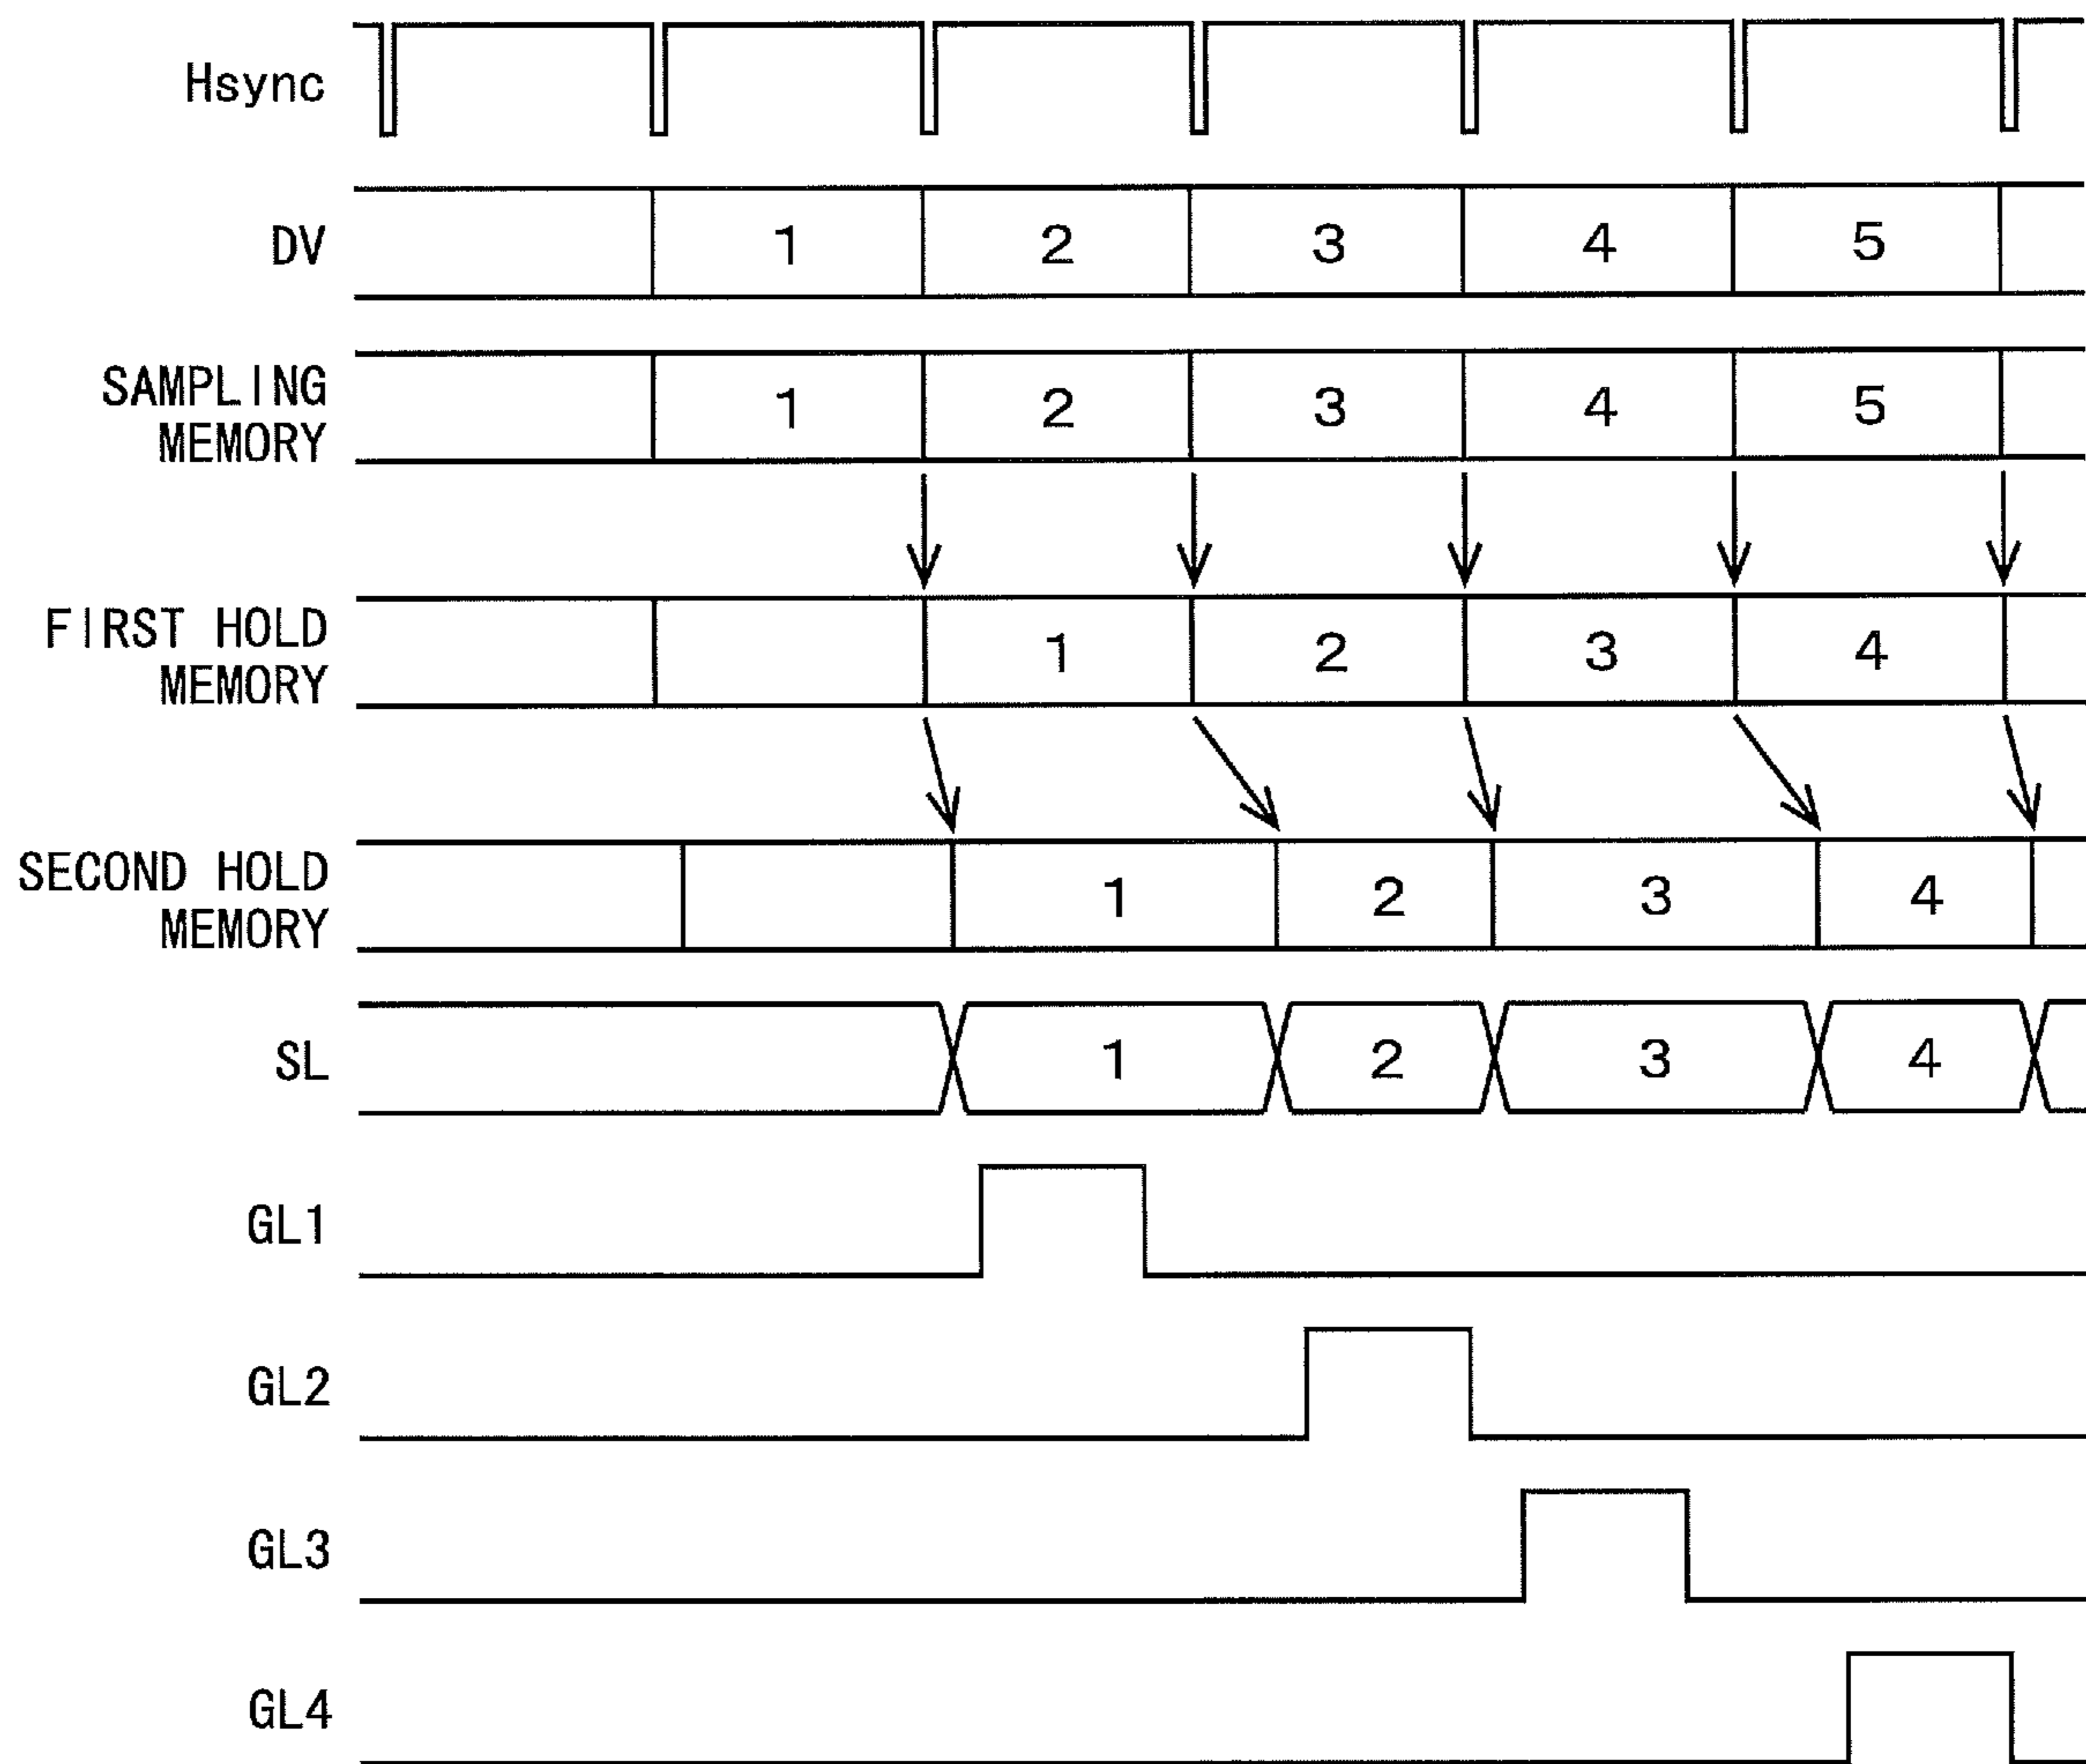 Hsync
DV 1 2 3 4 5
SAMPLING
MEMORY 1 2 3 4 5
FIRST HOLD
MEMORY 1 2 3 4
SECOND HOLD
MEMORY 1 2 3 4
SL 1 2 3 4
GL1
GL2
GL3
GL4